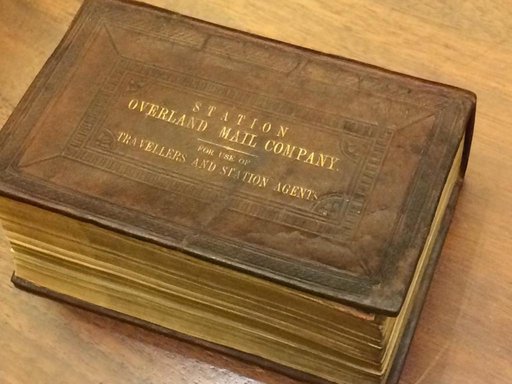 STATION
OVERLAND MAIL COMPANY.
FOR USE OF
TRAVELLERS AND STATION AGENTS